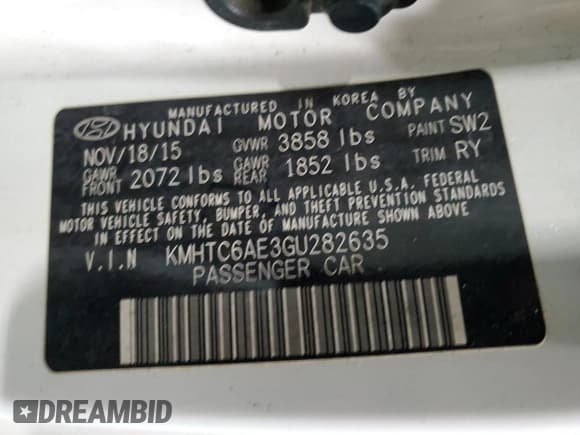 MANUFACTURED IN KOREA BY
HYUNDAI MOTOR COMPANY
NOV/18/15 GVWR 3858 lbs PAINT SW2
GAWR FRONT 2072 lbs GAWR REAR 1852 lbs TRIM RY
THIS VEHICLE CONFORMS TO ALL APPLICABLE U.S.A. FEDERAL
MOTOR VEHICLE SAFETY, BUMPER, AND THEFT PREVENTION STANDARDS
IN EFFECT ON THE DATE OF MANUFACTURE SHOWN ABOVE.
V.I.N KMHTC6AE3GU282635
PASSENGER CAR
DREAMBID